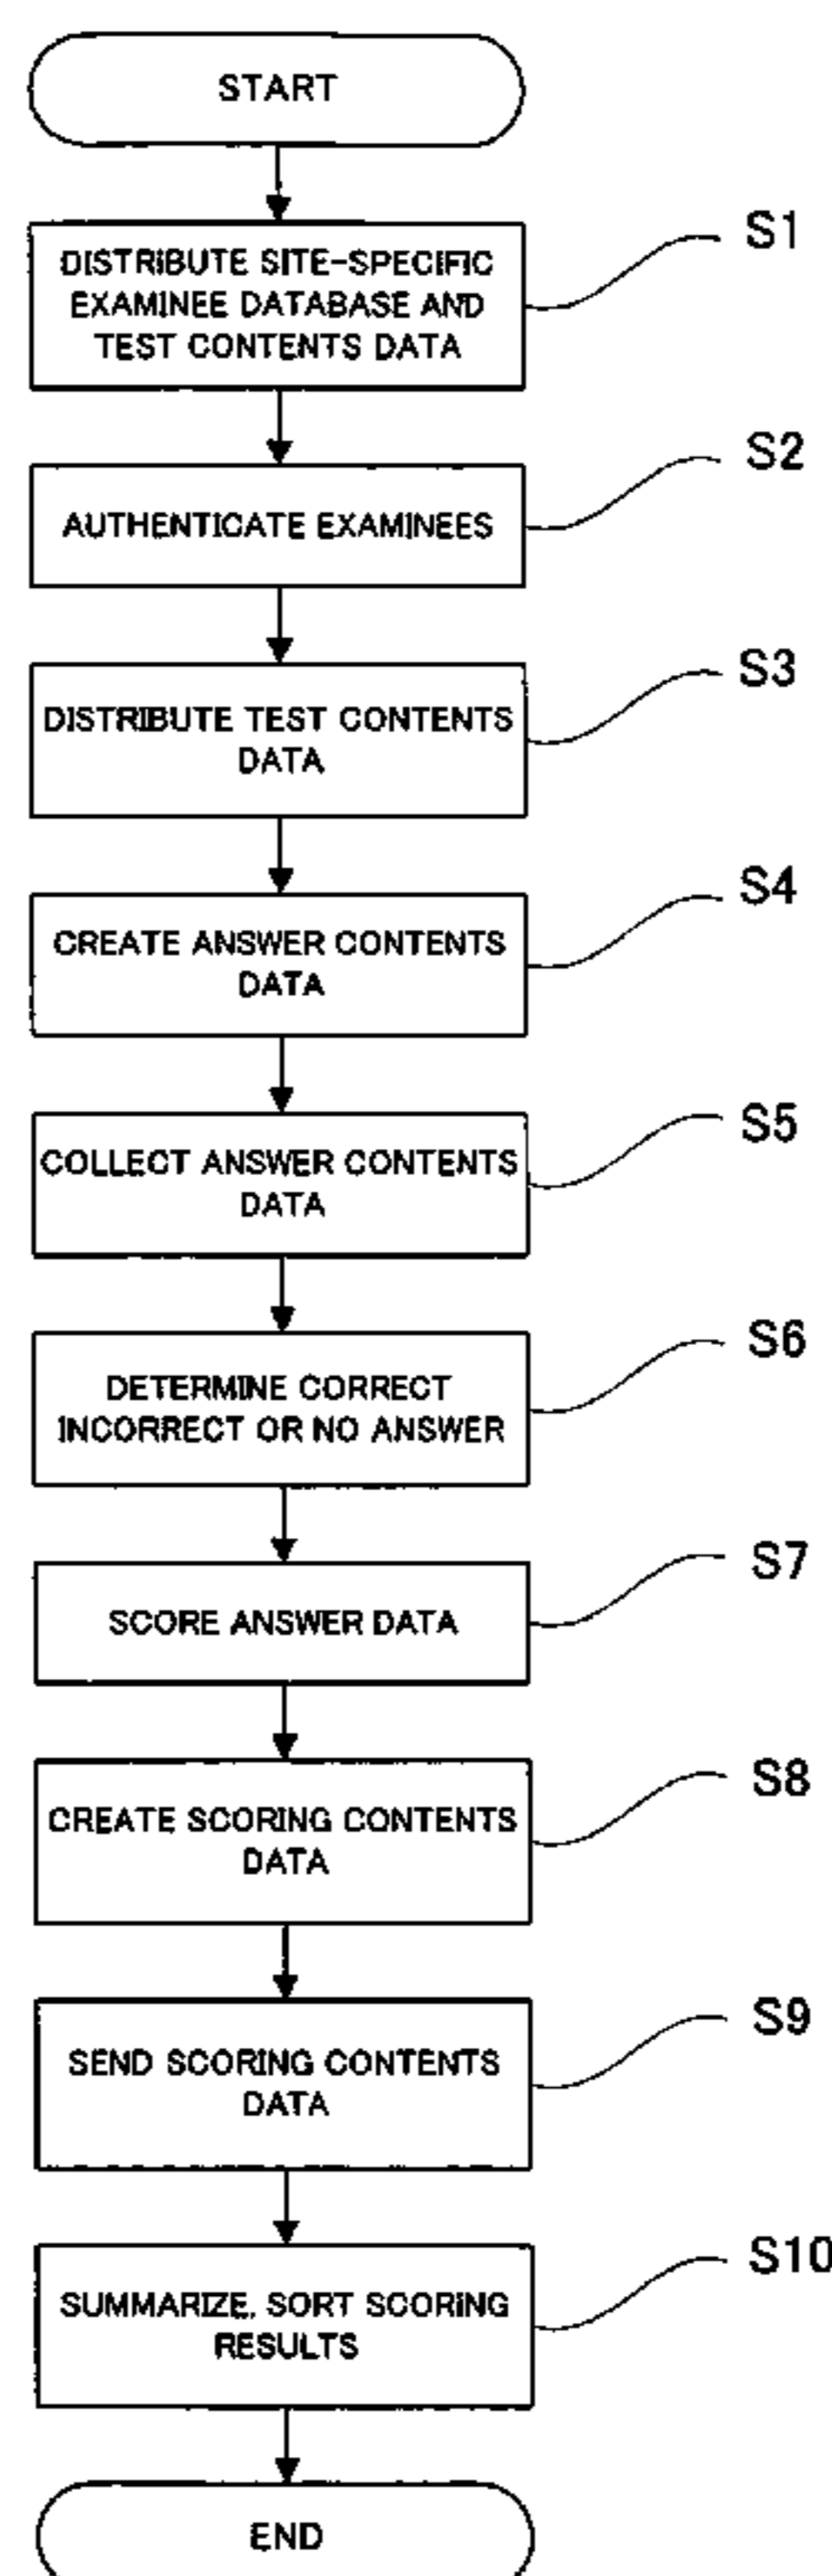 START
DISTRIBUTE SITE-SPECIFIC
EXAMINEE DATABASE AND
TEST CONTENTS DATA
S1
AUTHENTICATE EXAMINEES
S2
DISTRIBUTE TEST CONTENTS
DATA
S3
CREATE ANSWER CONTENTS
DATA
S4
COLLECT ANSWER CONTENTS
DATA
S5
DETERMINE CORRECT
INCORRECT OR NO ANSWER
S6
SCORE ANSWER DATA
S7
CREATE SCORING CONTENTS
DATA
S8
SEND SCORING CONTENTS
DATA
S9
SUMMARIZE, SORT SCORING
RESULTS
S10
END